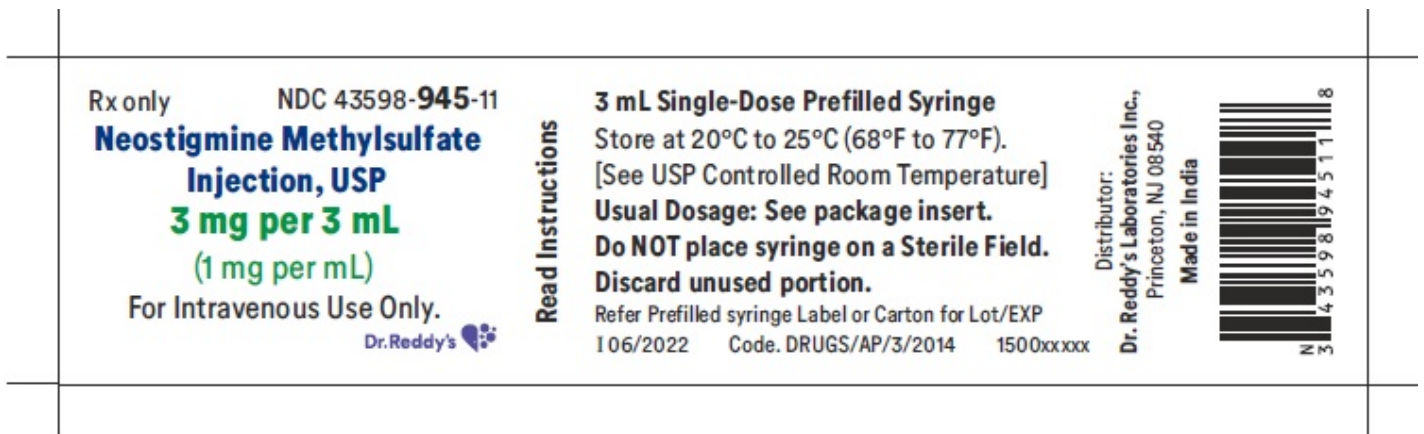 Rx only NDC 43598-945-11
Neostigmine Methylsulfate
Injection, USP
3 mg per 3 mL
(1 mg per mL)
For Intravenous Use Only.
Dr.Reddy's
Read Instructions
3 mL Single-Dose Prefilled Syringe
Store at 20°C to 25°C (68°F to 77°F).
[See USP Controlled Room Temperature]
Usual Dosage: See package insert.
Do NOT place syringe on a Sterile Field.
Discard unused portion.
Refer Prefilled syringe Label or Carton for Lot/EXP
I 06/2022 Code. DRUGS/AP/3/2014 1500xxxxx
Distributor:
Dr. Reddy's Laboratories Inc.,
Princeton, NJ 08540
Made in India
N
3 43598 94511 8